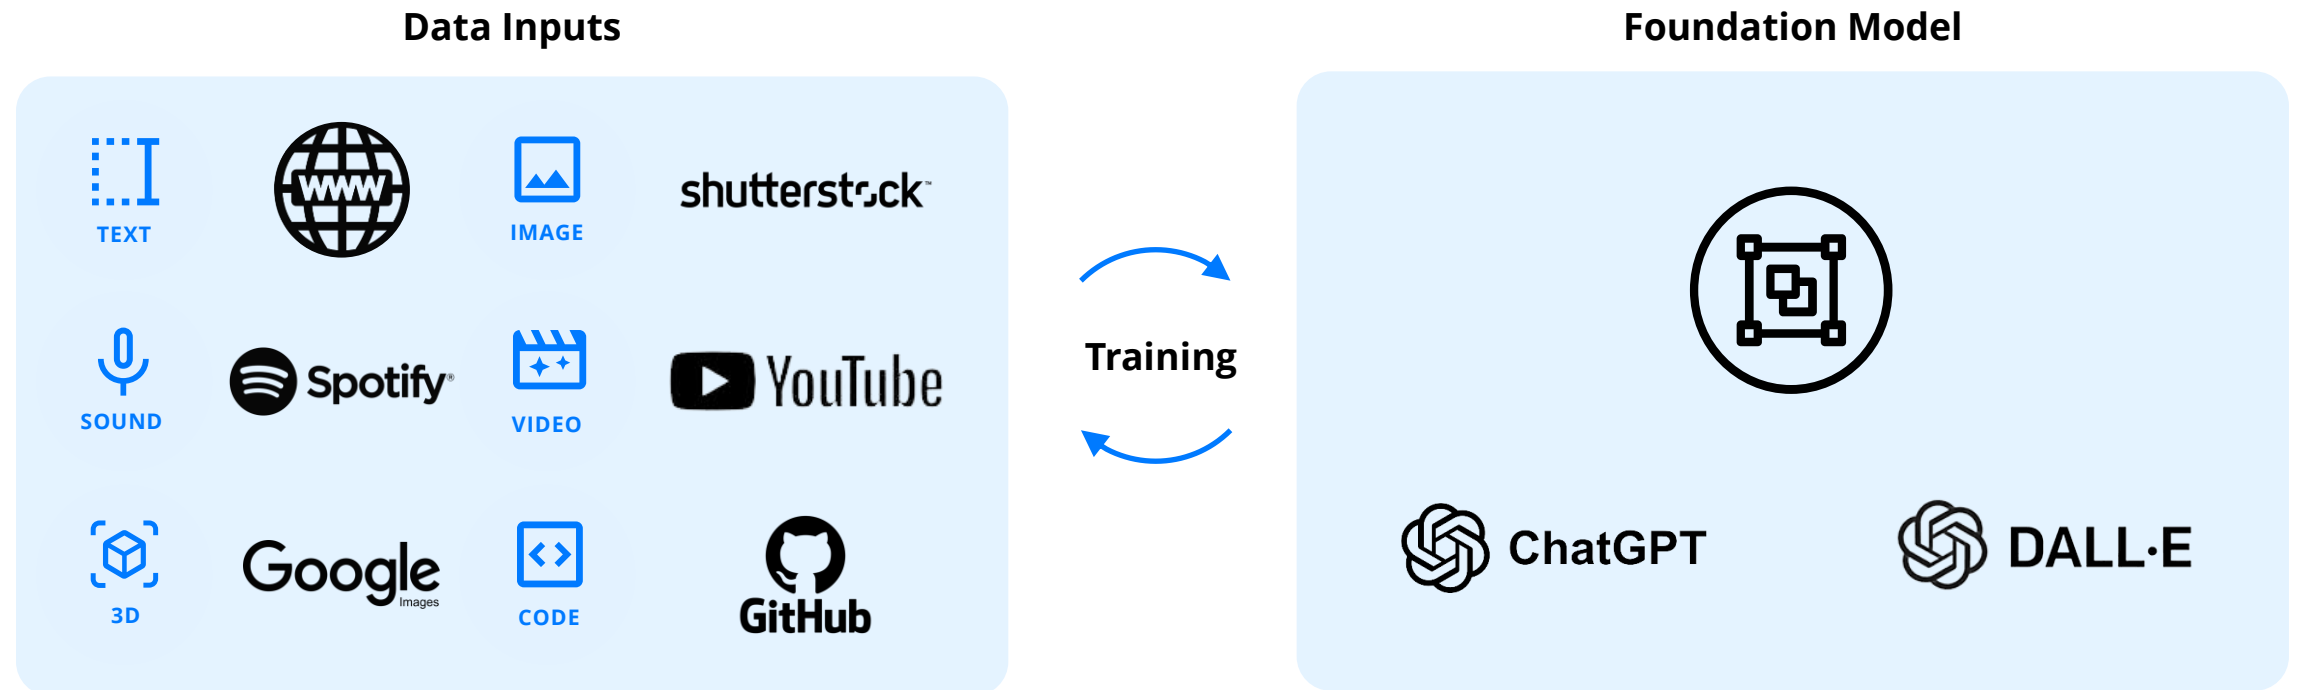 Data Inputs
Foundation Model
TEXT
WWW
IMAGE
shutterstock™
SOUND
Spotify®
VIDEO
YouTube
Training
3D
Google
Images
CODE
GitHub
ChatGPT
DALL·E